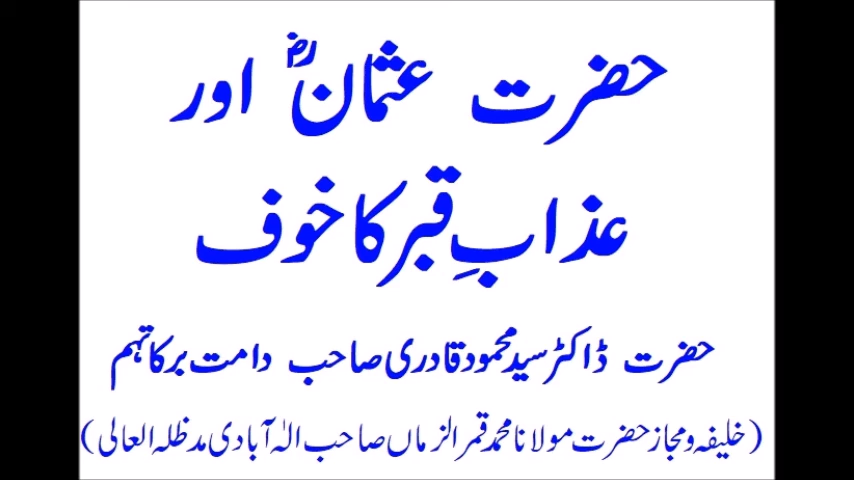 حضرت عثمانؓ اور
عذابِ قبر کا خوف
حضرت ڈاکٹر سید محمود قادری صاحب دامت برکاتہم
(خلیفہ و مجاز حضرت مولانا محمد قمر الزماں صاحب الہٰ آبادی مدظلہ العالی)